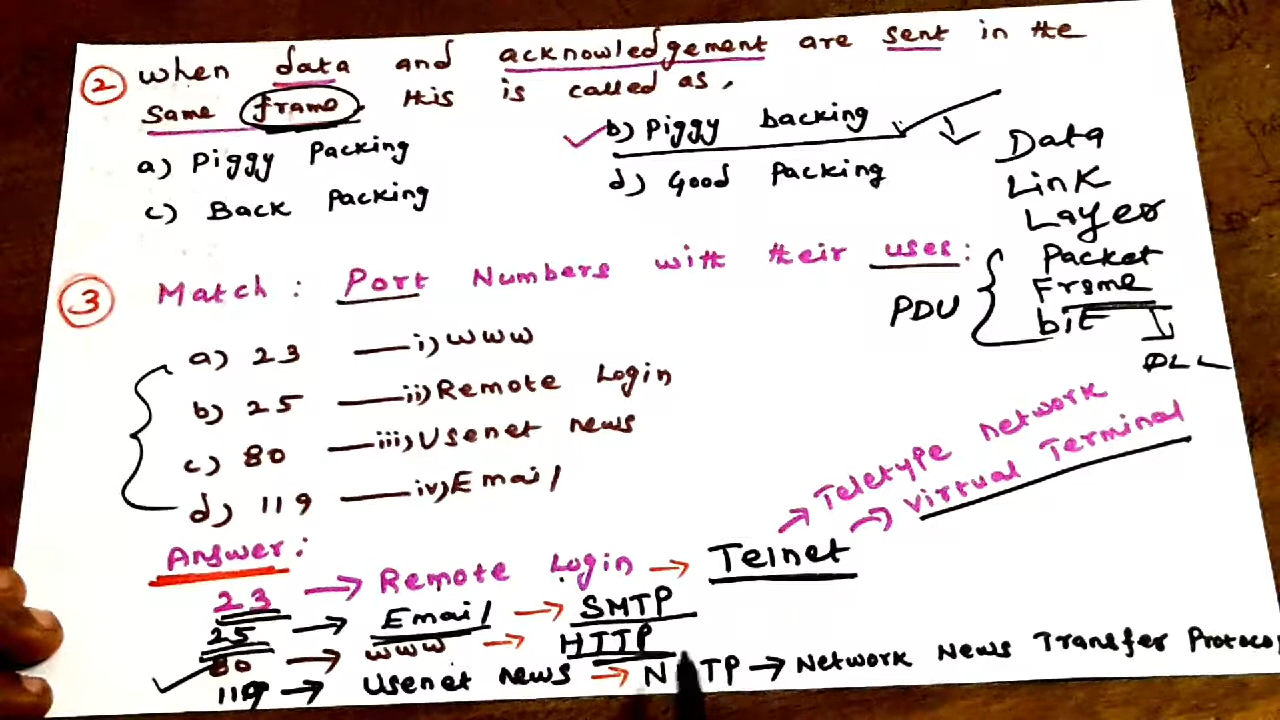 2 When data and acknowledgement are sent in the
same frame, this is called as,
a) Piggy Packing
b) Piggy backing
c) Back Packing
d) Good Packing
Data
Link
Layer
3 Match: Port Numbers with their uses:
PDU
Packet
Frame
bit
DLL
a) 23 i) WWW
b) 25 ii) Remote Login
c) 80 iii) Usenet news
d) 119 iv) Email
Answer:
23 → Remote Login → Telnet
→ Teletype network
→ Virtual Terminal
25 → Email → SMTP
80 → WWW → HTTP
119 → Usenet News → TP → Network News Transfer